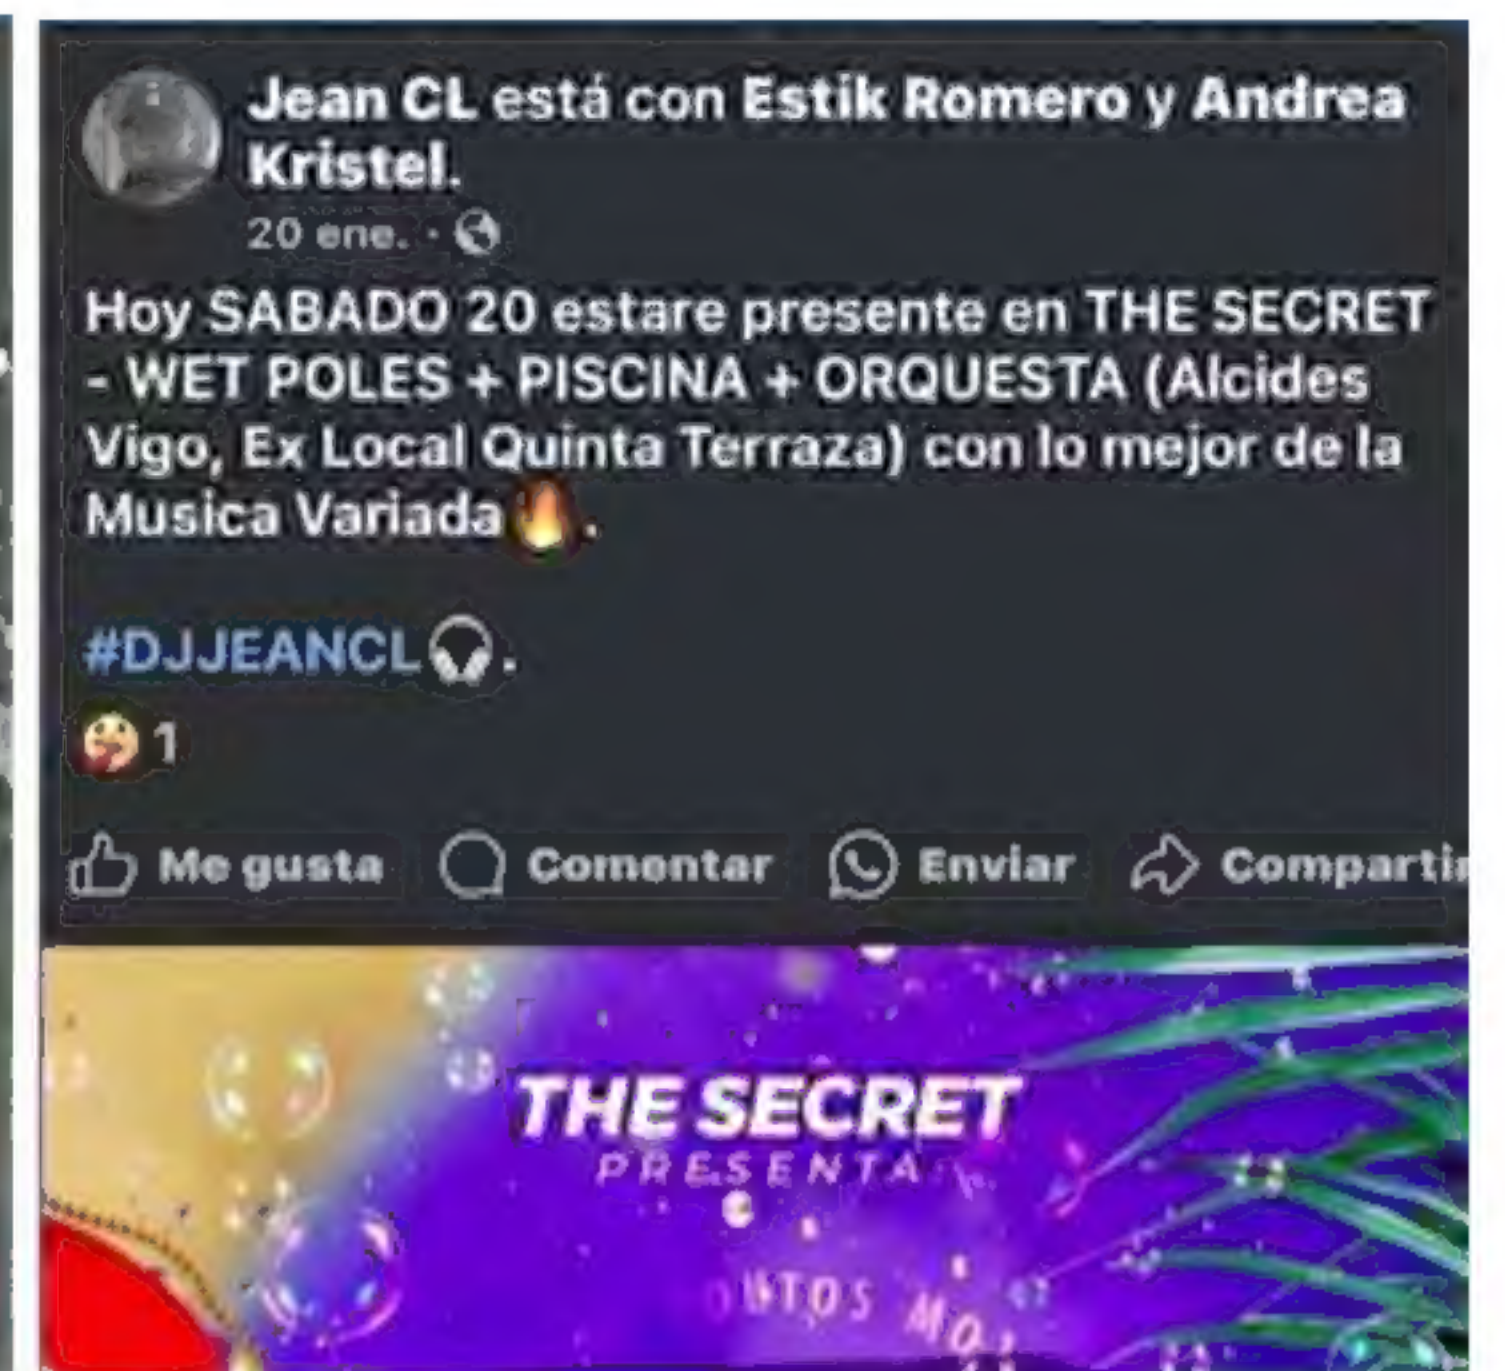 Jean CL está con Estik Romero y Andrea
Kristel.
20 ene. ·
Hoy SABADO 20 estare presente en THE SECRET
- WET POLES + PISCINA + ORQUESTA (Alcides
Vigo, Ex Local Quinta Terraza) con lo mejor de la
Musica Variada🔥.
#DJJEANCL🎧.
1
Me gusta Comentar Enviar Compartir
THE SECRET
PRESENTA